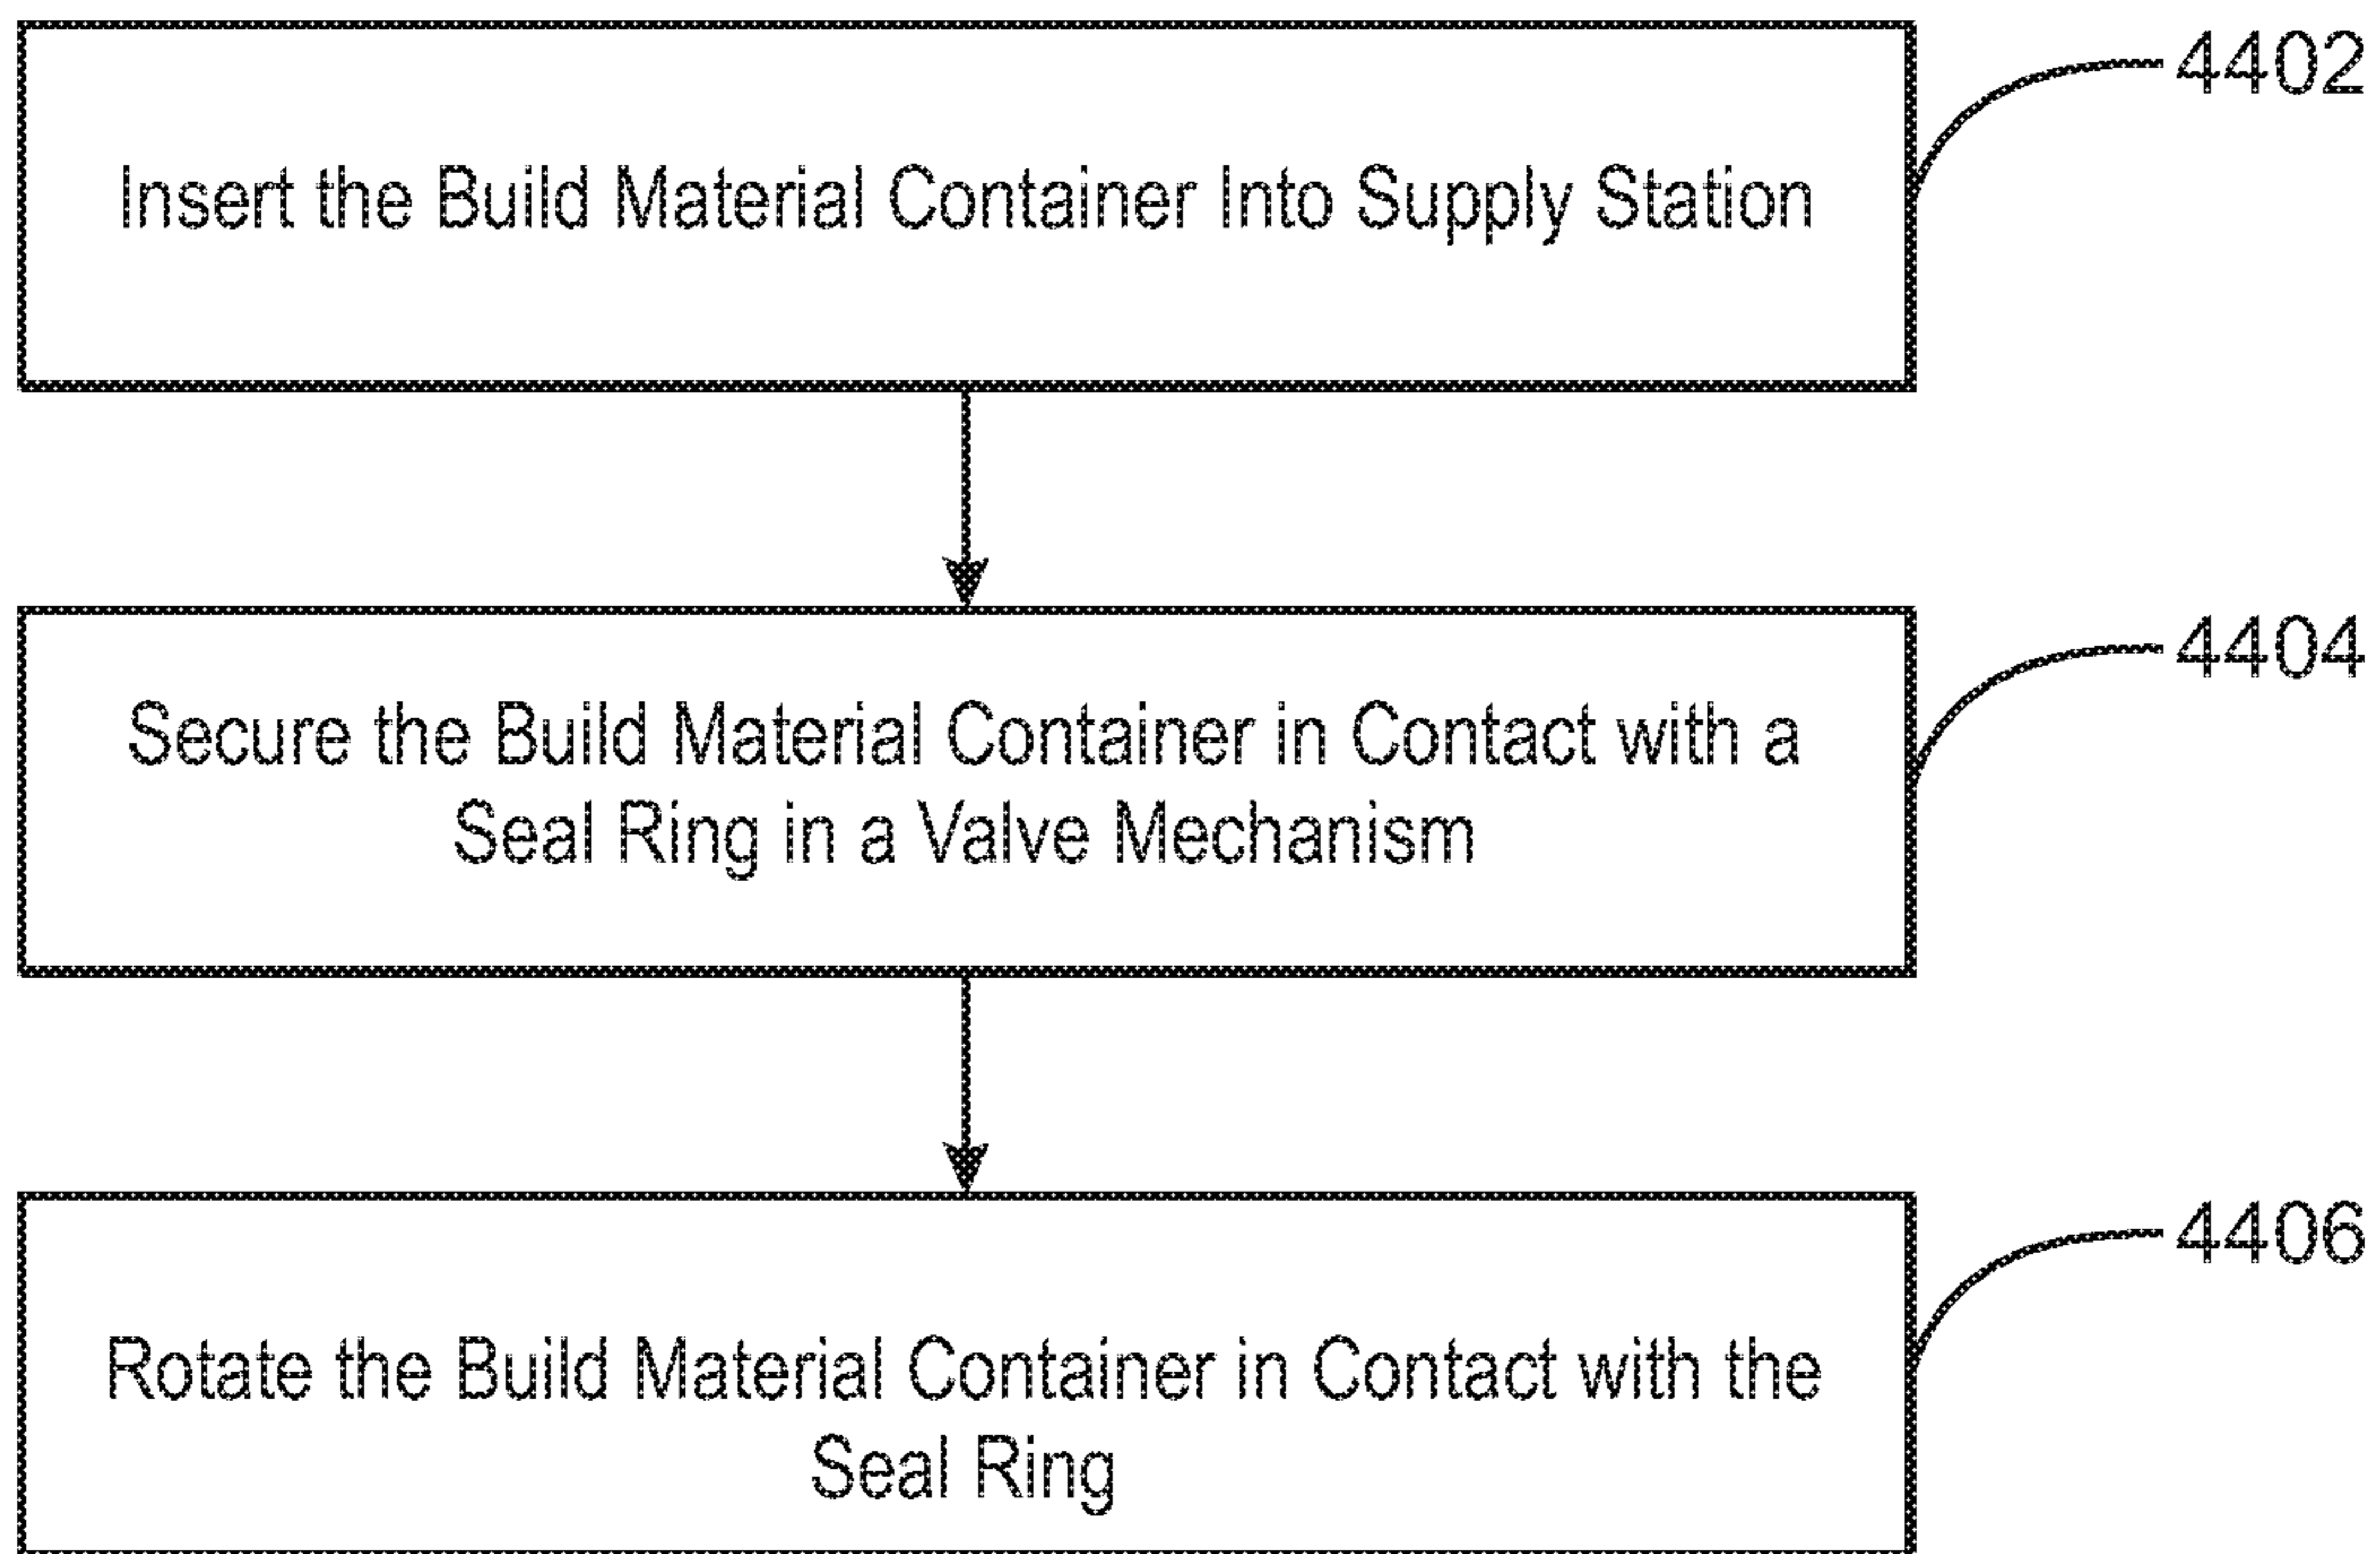 4402
Insert the Build Material Container Into Supply Station
4404
Secure the Build Material Container in Contact with a
Seal Ring in a Valve Mechanism
4406
Rotate the Build Material Container in Contact with the
Seal Ring